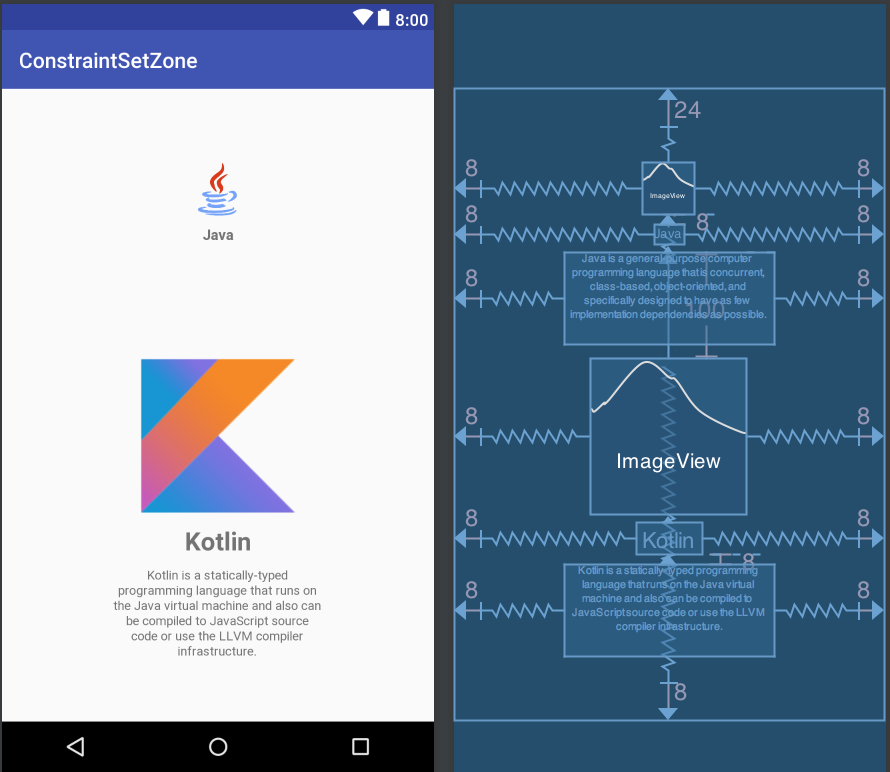 8:00
ConstraintSetZone
Java
Kotlin
Kotlin is a statically-typed
programming language that runs on
the Java virtual machine and also can
be compiled to JavaScript source
code or use the LLVM compiler
infrastructure.
24
8
8
ImageView
8
8
Java
8
Java is a general-purpose computer
programming language that is concurrent,
class-based, object-oriented, and
8
8
specifically designed to have as few
implementation dependencies as possible.
100
8
8
ImageView
8
8
Kotlin
8
Kotlin is a statically-typed programming
language that runs on the Java virtual
8
8
machine and also can be compiled to
JavaScript source code or use the LLVM
compiler infrastructure.
8